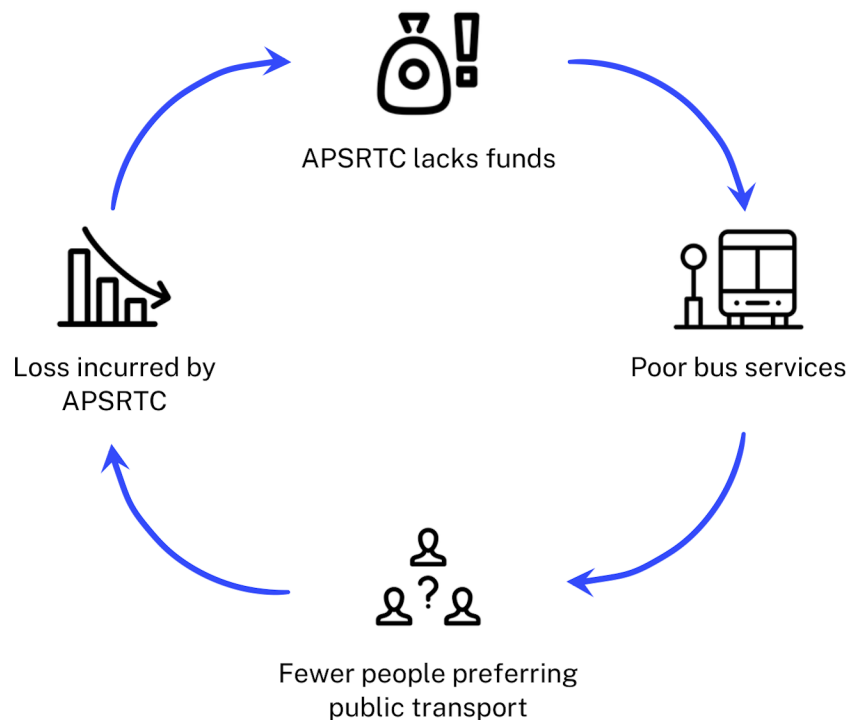 APSRTC lacks funds
Poor bus services
Loss incurred by
APSRTC
Fewer people preferring
public transport